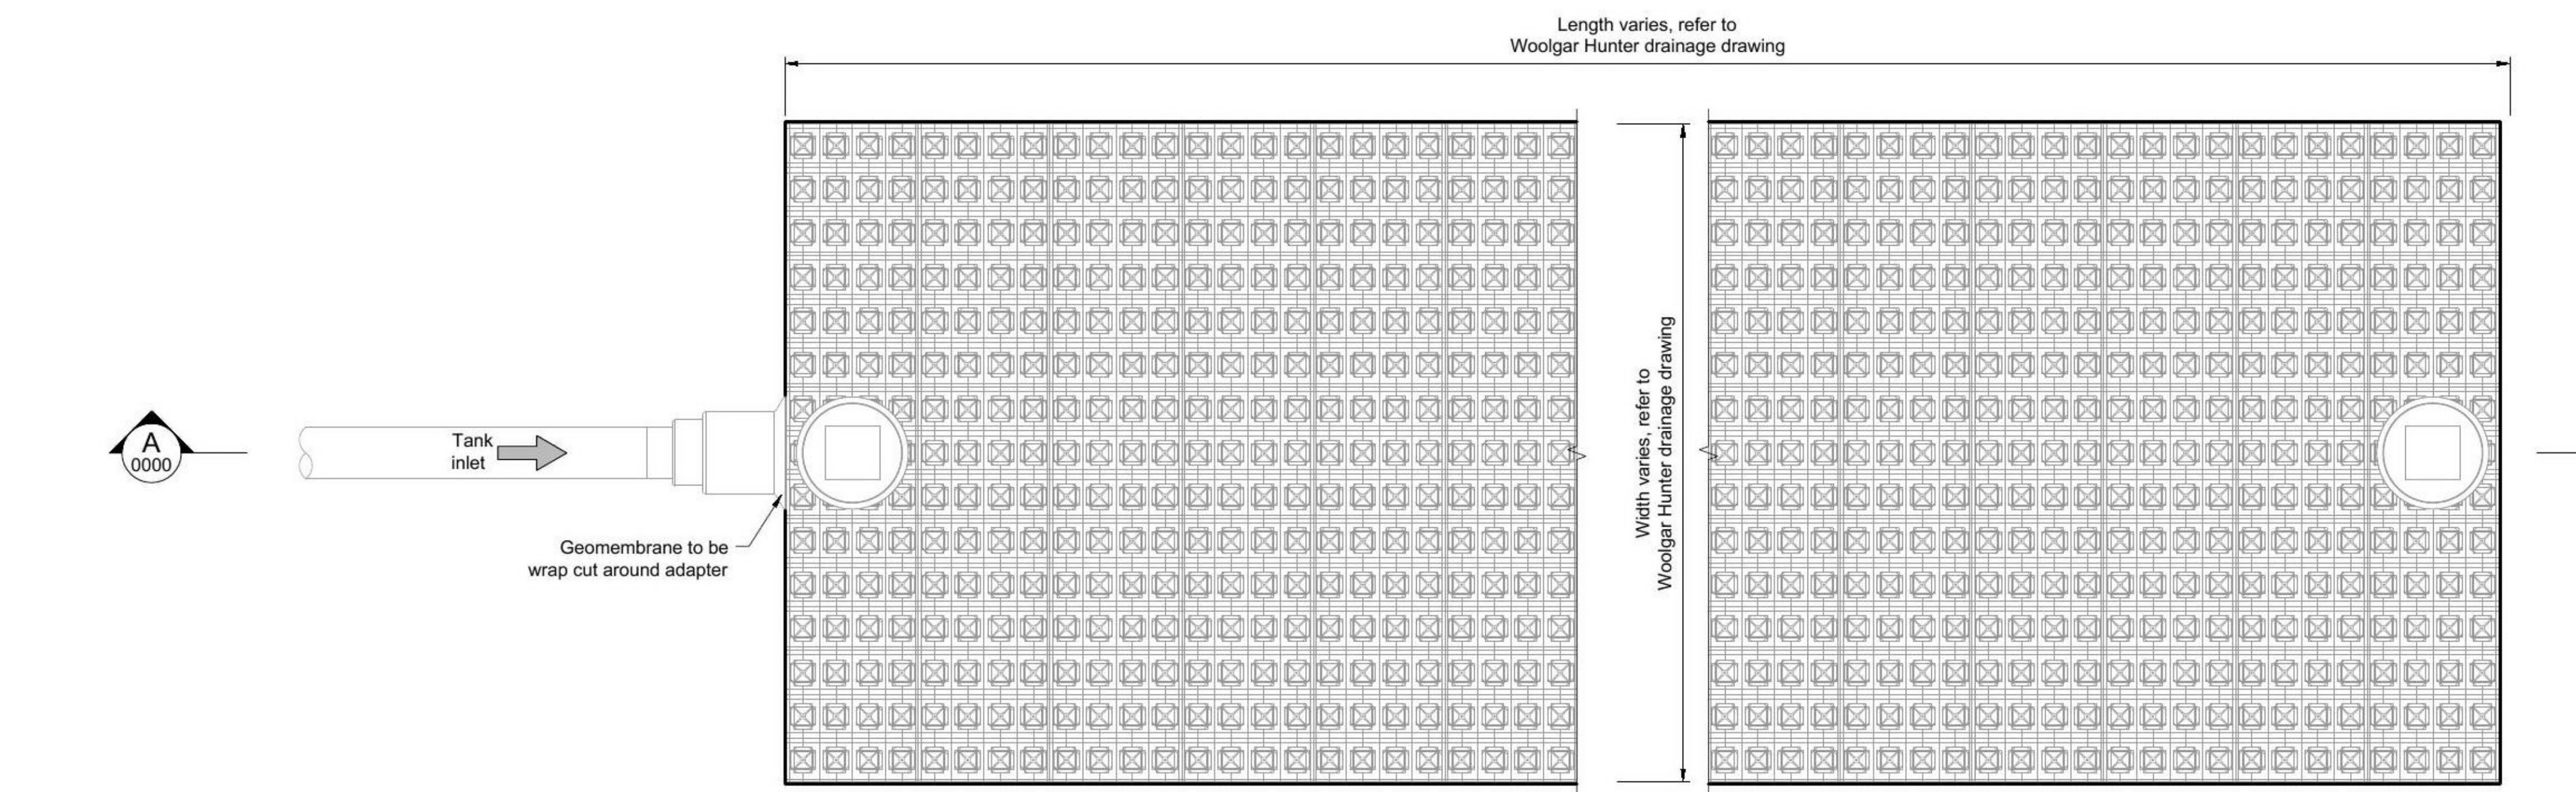 Length varies, refer to
Woolgar Hunter drainage drawing
Width varies, refer to
Woolgar Hunter drainage drawing
A
0000
Tank
inlet
Geomembrane to be
wrap cut around adapter